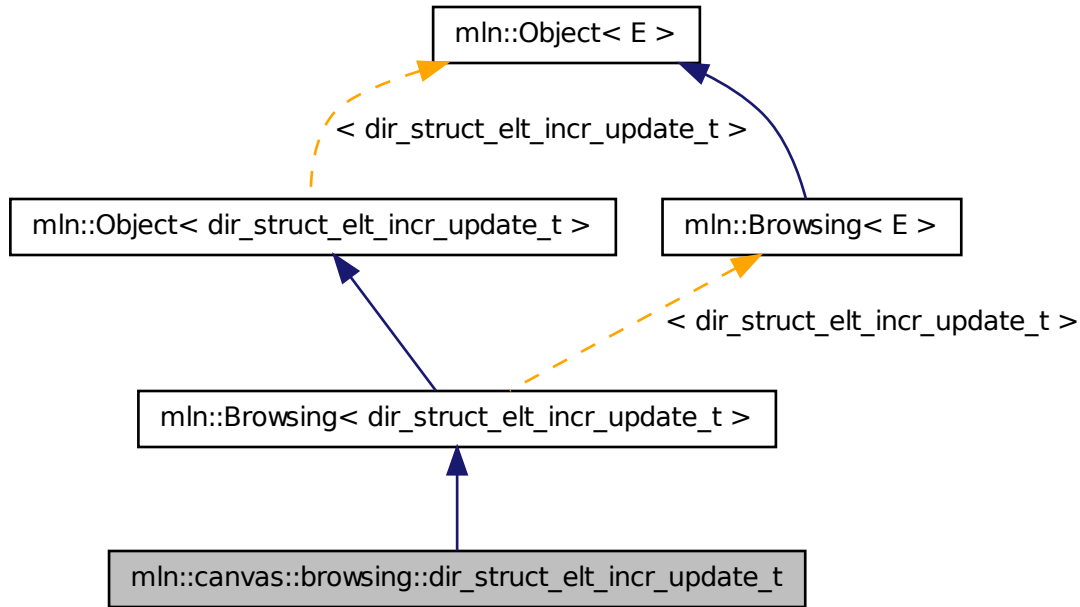 mln::Object< E >
< dir_struct_elt_incr_update_t >
mln::Object< dir_struct_elt_incr_update_t >
mln::Browsing< E >
< dir_struct_elt_incr_update_t >
mln::Browsing< dir_struct_elt_incr_update_t >
mln::canvas::browsing::dir_struct_elt_incr_update_t